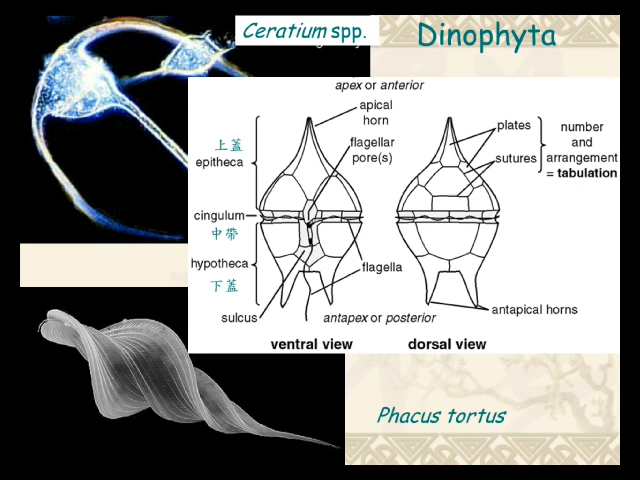 Ceratium spp.
Dinophyta
apex or anterior
apical
horn
plates
number
and
arrangement
= tabulation
上蓋
epitheca
flagellar
pore(s)
sutures
cingulum
中帶
hypotheca
flagella
下蓋
sulcus
antapex or posterior
antapical horns
ventral view
dorsal view
Phacus tortus